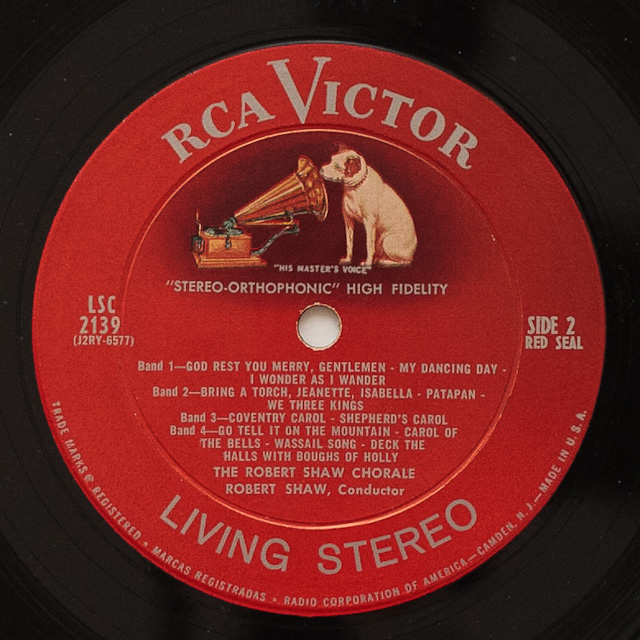 RCA VICTOR
"HIS MASTER'S VOICE"
"STEREO-ORTHOPHONIC" HIGH FIDELITY
LSC
2139
(J2RY-6577)
SIDE 2
RED SEAL
Band 1—GOD REST YOU MERRY, GENTLEMEN - MY DANCING DAY -
I WONDER AS I WANDER
Band 2—BRING A TORCH, JEANETTE, ISABELLA - PATAPAN -
WE THREE KINGS
Band 3—COVENTRY CAROL - SHEPHERD'S CAROL
Band 4—GO TELL IT ON THE MOUNTAIN - CAROL OF
THE BELLS - WASSAIL SONG - DECK THE
HALLS WITH BOUGHS OF HOLLY
THE ROBERT SHAW CHORALE
ROBERT SHAW, Conductor
LIVING STEREO
TRADE MARKS ® REGISTERED • MARCAS REGISTRADAS • RADIO CORPORATION OF AMERICA—CAMDEN, N. J.—MADE IN U.S.A.